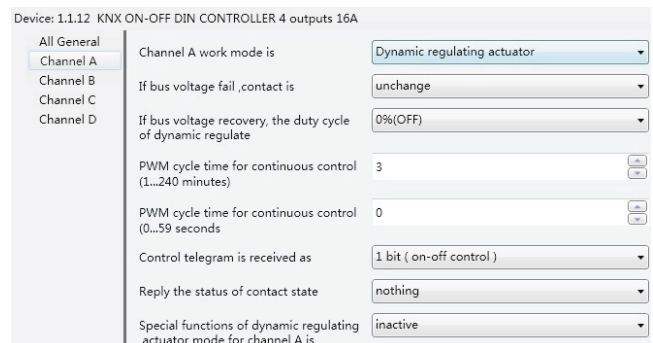 Device: 1.1.12 KNX ON-OFF DIN CONTROLLER 4 outputs 16A
All General
Channel A
Channel B
Channel C
Channel D
Channel A work mode is
Dynamic regulating actuator
If bus voltage fail ,contact is
unchange
If bus voltage recovery, the duty cycle
of dynamic regulate
0%(OFF)
PWM cycle time for continuous control
(1...240 minutes)
3
PWM cycle time for continuous control
(0...59 seconds
0
Control telegram is received as
1 bit ( on-off control )
Reply the status of contact state
nothing
Special functions of dynamic regulating
actuator mode for channel A is
inactive